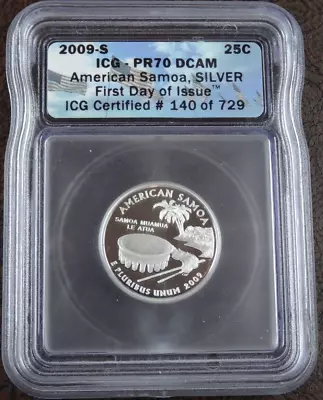 2009-S 25C
ICG - PR70 DCAM
American Samoa, SILVER
First Day of Issue™
ICG Certified # 140 of 729
AMERICAN SAMOA
SAMOA MUAMUA
LE ATUA
E PLURIBUS UNUM 2009